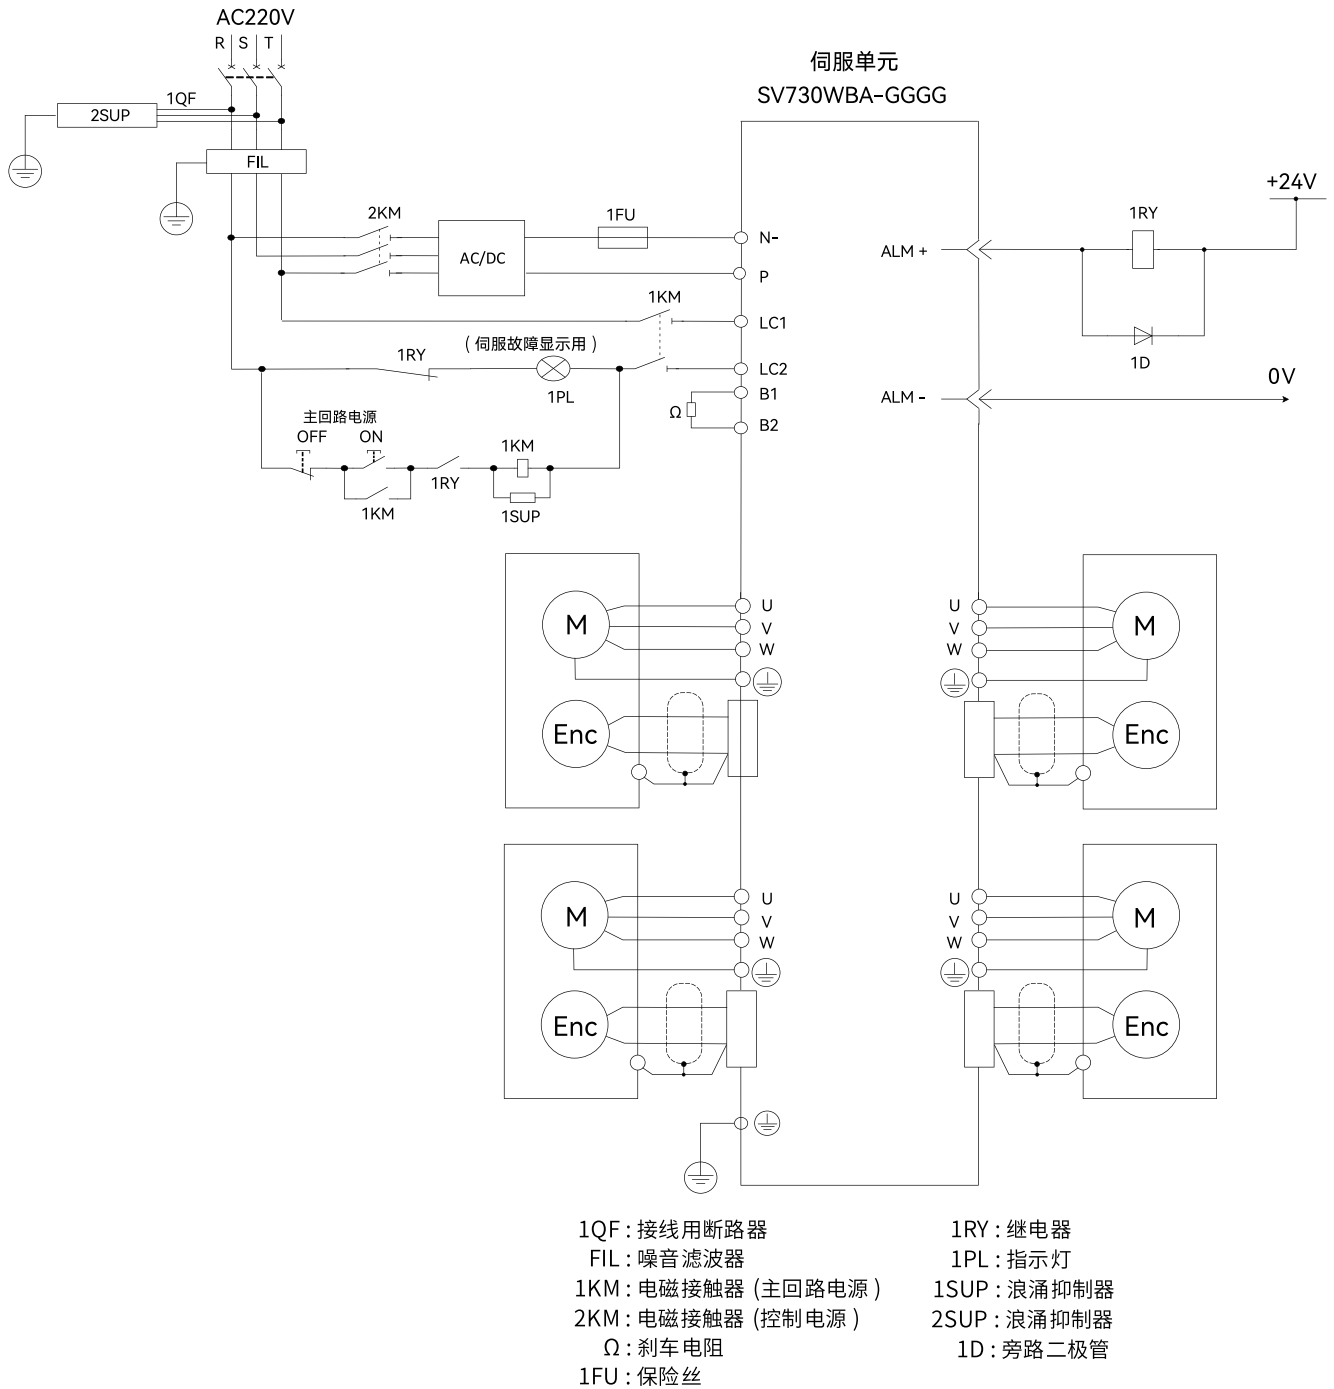 AC220V
R S T
伺服单元
SV730WBA-GGGG
1QF
2SUP
FIL
+24V
2KM
1FU
1RY
N-
ALM +
AC/DC
P
1KM
LC1
( 伺服故障显示用 )
1RY
1D
LC2
0V
1PL
B1
ALM -
Ω
主回路电源
B2
OFF ON
1KM
1RY
1KM
1SUP
U U
M V V M
W W
Enc Enc
U U
M V V M
W W
Enc Enc
1QF : 接线用断路器
1RY : 继电器
FIL : 噪音滤波器
1PL : 指示灯
1KM : 电磁接触器 (主回路电源 )
1SUP : 浪涌抑制器
2KM : 电磁接触器 (控制电源 )
2SUP : 浪涌抑制器
Ω : 刹车电阻
1D : 旁路二极管
1FU : 保险丝